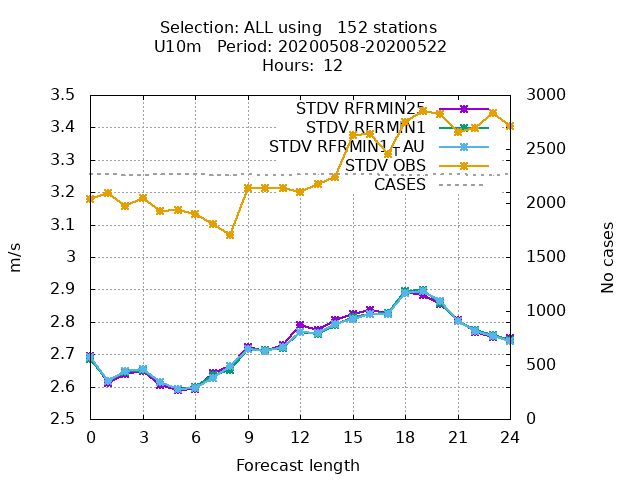 Selection: ALL using   152 stations
U10m   Period: 20200508-20200522
Hours:  12
3.5
3.4
3.3
3.2
3.1
3
2.9
2.8
2.7
2.6
2.5
m/s
STDV RFRMIN25
STDV RFRMIN1
STDV RFRMIN1_TAU
STDV OBS
CASES
3000
2500
2000
1500
1000
500
0
No cases
0 3 6 9 12 15 18 21 24
Forecast length